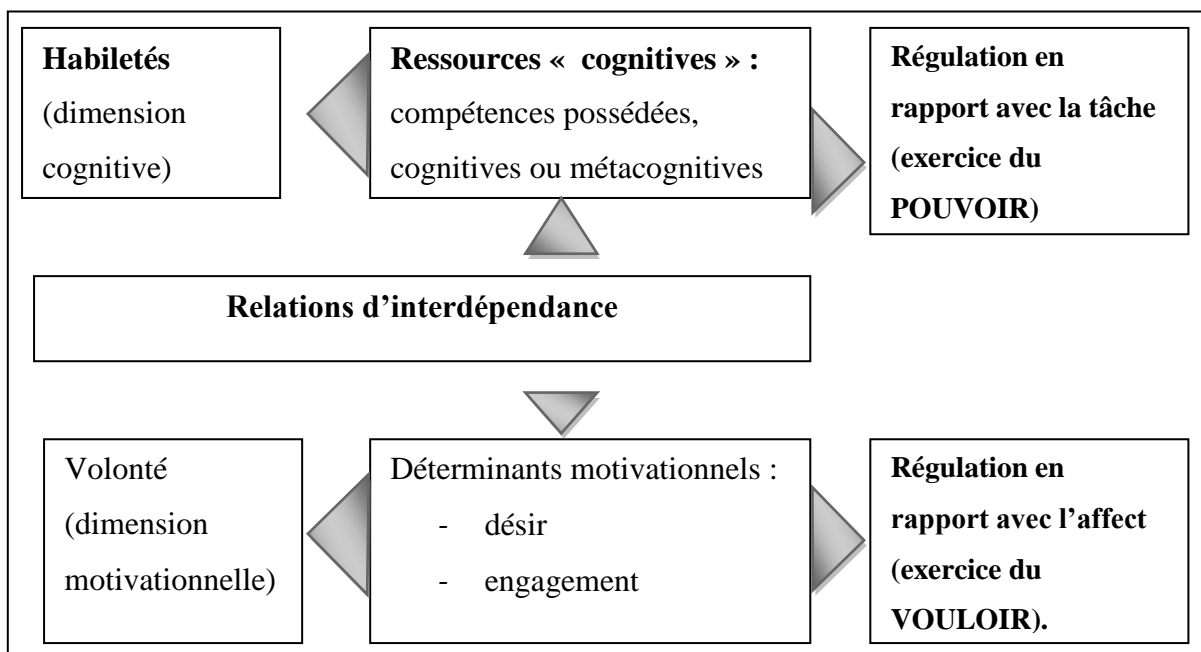 Habiletés
(dimension
cognitive)
Ressources « cognitives » :
compétences possédées,
cognitives ou métacognitives
Régulation en
rapport avec la tâche
(exercice du
POUVOIR)
Relations d’interdépendance
Volonté
(dimension
motivationnelle)
Déterminants motivationnels :
- désir
- engagement
Régulation en
rapport avec l’affect
(exercice du
VOULOIR).